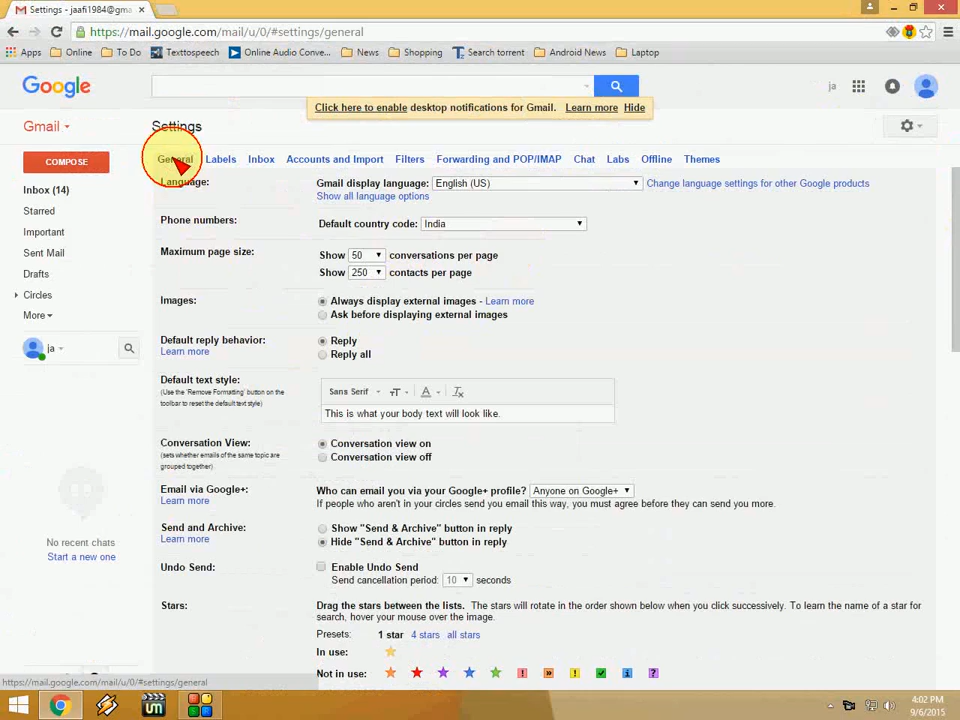 Settings - jaafi1984@gma
https://mail.google.com/mail/u/0/#settings/general
Apps Online To Do Texttospeech Online Audio Conve... News Shopping Search torrent Android News Laptop
Google
ja
Click here to enable desktop notifications for Gmail. Learn more Hide
Gmail
Settings
COMPOSE
General Labels Inbox Accounts and Import Filters Forwarding and POP/IMAP Chat Labs Offline Themes
Inbox (14)
Starred
Important
Sent Mail
Drafts
Circles
More
ja
No recent chats
Start a new one
Language:
Gmail display language: English (US) Change language settings for other Google products
Show all language options
Phone numbers:
Default country code: India
Maximum page size:
Show 50 conversations per page
Show 250 contacts per page
Images:
Always display external images - Learn more
Ask before displaying external images
Default reply behavior:
Learn more
Reply
Reply all
Default text style:
(Use the 'Remove Formatting' button on the
toolbar to reset the default text style)
Sans Serif
This is what your body text will look like.
Conversation View:
(sets whether emails of the same topic are
grouped together)
Conversation view on
Conversation view off
Email via Google+:
Learn more
Who can email you via your Google+ profile? Anyone on Google+
If people who aren't in your circles send you email this way, you must agree before they can send you more.
Send and Archive:
Learn more
Show "Send & Archive" button in reply
Hide "Send & Archive" button in reply
Undo Send:
Enable Undo Send
Send cancellation period: 10 seconds
Stars:
Drag the stars between the lists. The stars will rotate in the order shown below when you click successively. To learn the name of a star for
search, hover your mouse over the image.
Presets: 1 star 4 stars all stars
In use:
Not in use:
https://mail.google.com/mail/u/0/#settings/general
4:02 PM
9/6/2015